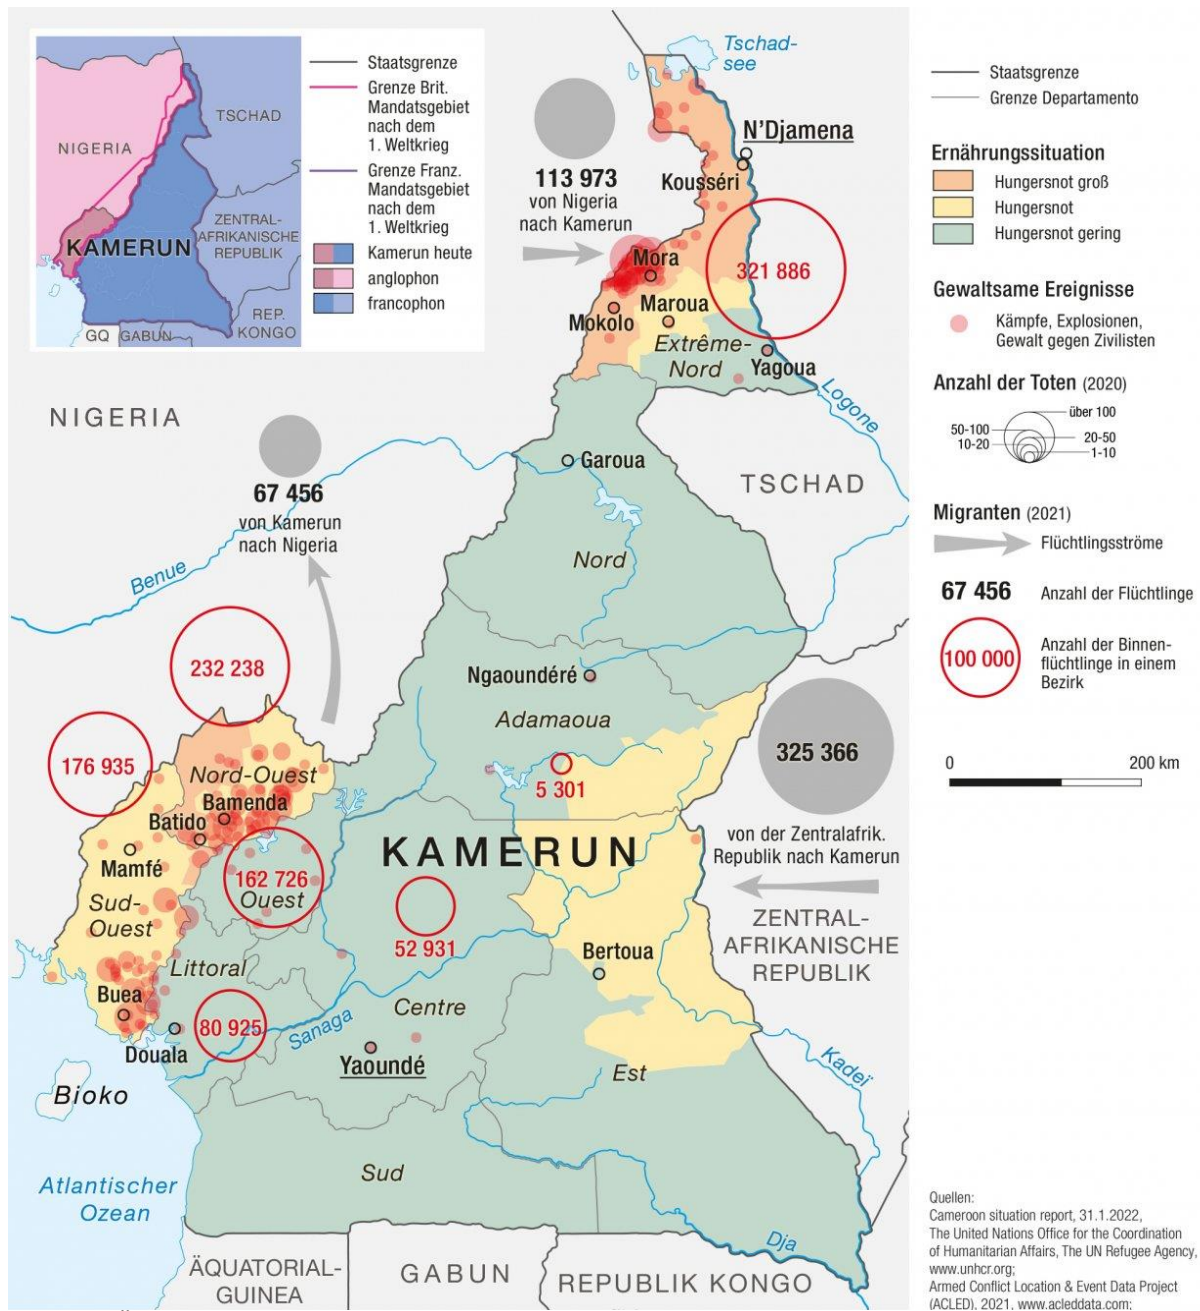 Staatsgrenze
Grenze Brit.
Mandatsgebiet
nach dem
1. Weltkrieg
Grenze Franz.
Mandatsgebiet
nach dem
1. Weltkrieg
Kamerun heute
anglophon
francophon
NIGERIA
TSCHAD
KAMERUN
ZENTRAL-
AFRIKANISCHE
REPUBLIK
REP.
KONGO
GQ
GABUN
Tschad-
see
N'Djamena
Kousséri
113 973
von Nigeria
nach Kamerun
Mora
321 886
Mokolo
Maroua
Extrême-
Nord
Yagoua
Logone
NIGERIA
Garoua
TSCHAD
67 456
von Kamerun
nach Nigeria
Benue
Nord
232 238
Ngaoundéré
Adamaoua
176 935
325 366
Nord-Ouest
5 301
Bamenda
Batido
KAMERUN
von der Zentralafrik.
Republik nach Kamerun
Mamfé
162 726
Ouest
Sud-
Ouest
52 931
ZENTRAL-
AFRIKANISCHE
REPUBLIK
Bertoua
Littoral
Buea
Centre
80 925
Sanaga
Douala
Yaoundé
Kadeï
Est
Bioko
Sud
Atlantischer
Ozean
Dja
ÄQUATORIAL-
GUINEA
GABUN
REPUBLIK KONGO
Staatsgrenze
Grenze Departamento
Ernährungssituation
Hungersnot groß
Hungersnot
Hungersnot gering
Gewaltsame Ereignisse
Kämpfe, Explosionen,
Gewalt gegen Zivilisten
Anzahl der Toten (2020)
über 100
50-100
20-50
10-20
1-10
Migranten (2021)
Flüchtlingsströme
67 456
Anzahl der Flüchtlinge
100 000
Anzahl der Binnen-
flüchtlinge in einem
Bezirk
0
200 km
Quellen:
Cameroon situation report, 31.1.2022,
The United Nations Office for the Coordination
of Humanitarian Affairs, The UN Refugee Agency,
www.unhcr.org;
Armed Conflict Location & Event Data Project
(ACLED), 2021, www.acleddata.com;